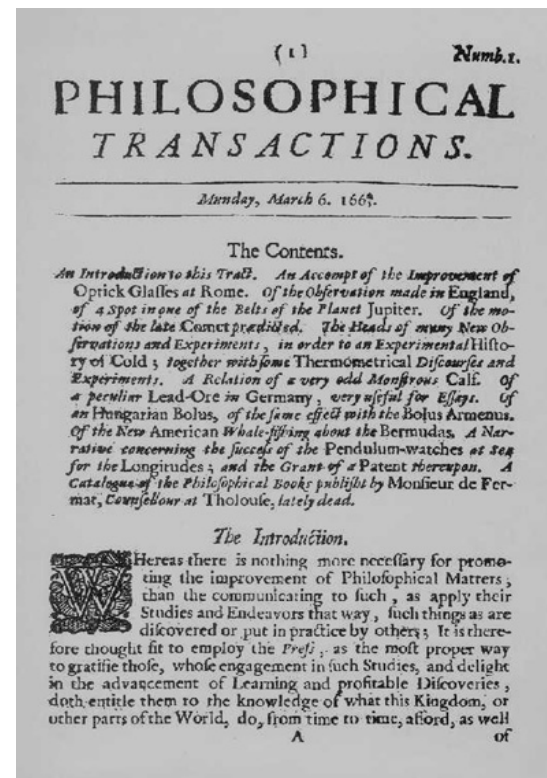 (1)
Numb.1.
PHILOSOPHICAL
TRANSACTIONS.
Munday, March 6. 166
The Contents.
An Introduction to this Tract. An Accompt of the Improvement of
Optick Glasses at Rome. Of the Observation made in England,
of a Spot in one of the Belts of the Planet Jupiter. Of the mo-
tion of the late Comet prædicted. The Heads of many New Ob-
servations and Experiments, in order to an Experimental Histo-
ry of Cold; together with some Thermometrical Discourses and
Experiments. A Relation of a very odd Monstrous Calf. Of
a peculiar Lead-Ore in Germany, very useful for Essays. Of
an Hungarian Bolus, of the same effect with the Bolus Armenus.
Of the New American Whale-fishing about the Bermudas. A Nar-
rative concerning the success of the Pendulum-watches at sea
for the Longitudes; and the Grant of a Patent thereupon. A
Catalogue of the Philosophical Books publisht by Monsieur de Fer-
mat, Counsellour at Tholouse, lately dead.
The Introduction.
WHereas there is nothing more necessary for promo-
ting the improvement of Philosophical Matters,
than the communicating to such, as apply their
Studies and Endeavors that way, such things as are
discovered or put in practice by others; It is there-
fore thought fit to employ the Press, as the most proper way
to gratifie those, whose engagement in such Studies, and delight
in the advancement of Learning and profitable Discoveries,
doth entitle them to the knowledge of what this Kingdom, or
other parts of the World, do, from time to time, afford, as well
A of